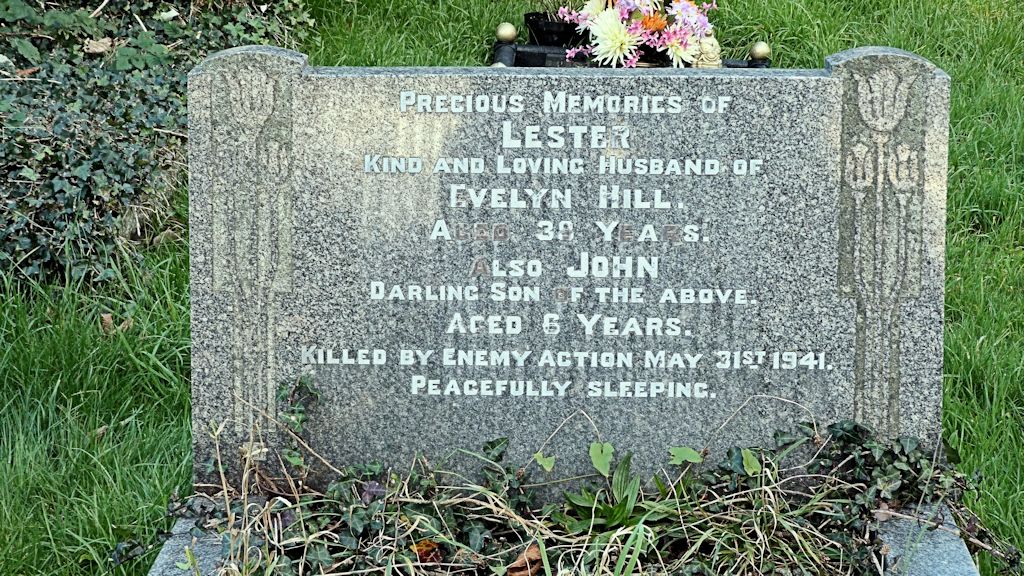 PRECIOUS MEMORIES OF
LESTER
KIND AND LOVING HUSBAND OF
EVELYN HILL.
AGED 39 YEARS.
ALSO JOHN
DARLING SON OF THE ABOVE.
AGED 6 YEARS.
KILLED BY ENEMY ACTION MAY 31ST 1941.
PEACEFULLY SLEEPING.